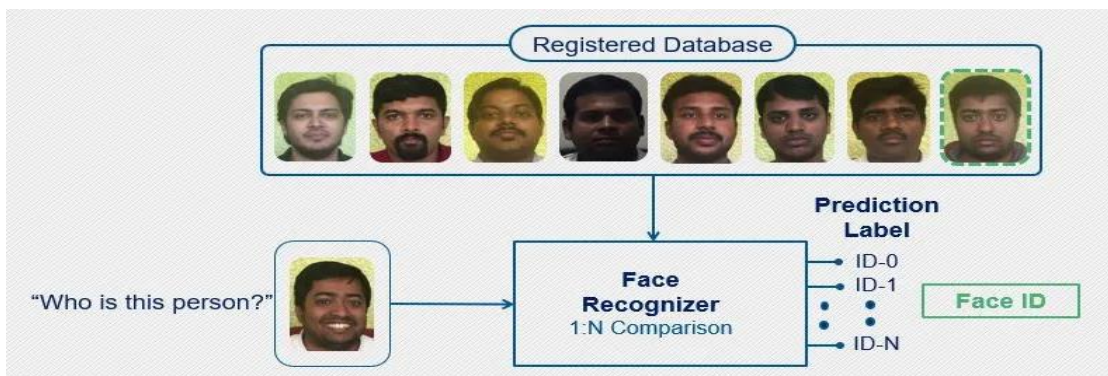 Registered Database
Prediction
Label
ID-0
“Who is this person?”
Face
Recognizer
1:N Comparison
ID-1
Face ID
ID-N